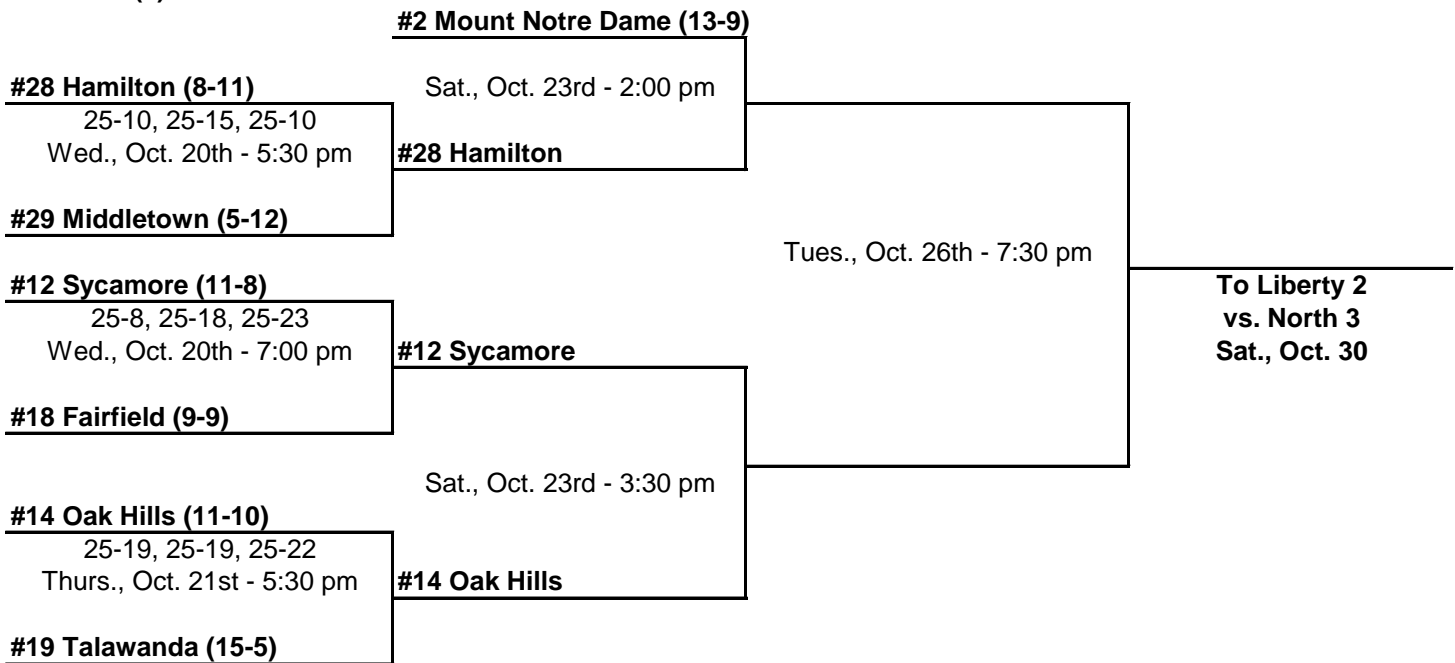 #2 Mount Notre Dame (13-9)
#28 Hamilton (8-11)
Sat., Oct. 23rd - 2:00 pm
25-10, 25-15, 25-10
Wed., Oct. 20th - 5:30 pm
#28 Hamilton
#29 Middletown (5-12)
Tues., Oct. 26th - 7:30 pm
#12 Sycamore (11-8)
To Liberty 2
25-8, 25-18, 25-23
vs. North 3
Wed., Oct. 20th - 7:00 pm
#12 Sycamore
Sat., Oct. 30
#18 Fairfield (9-9)
Sat., Oct. 23rd - 3:30 pm
#14 Oak Hills (11-10)
25-19, 25-19, 25-22
Thurs., Oct. 21st - 5:30 pm
#14 Oak Hills
#19 Talawanda (15-5)